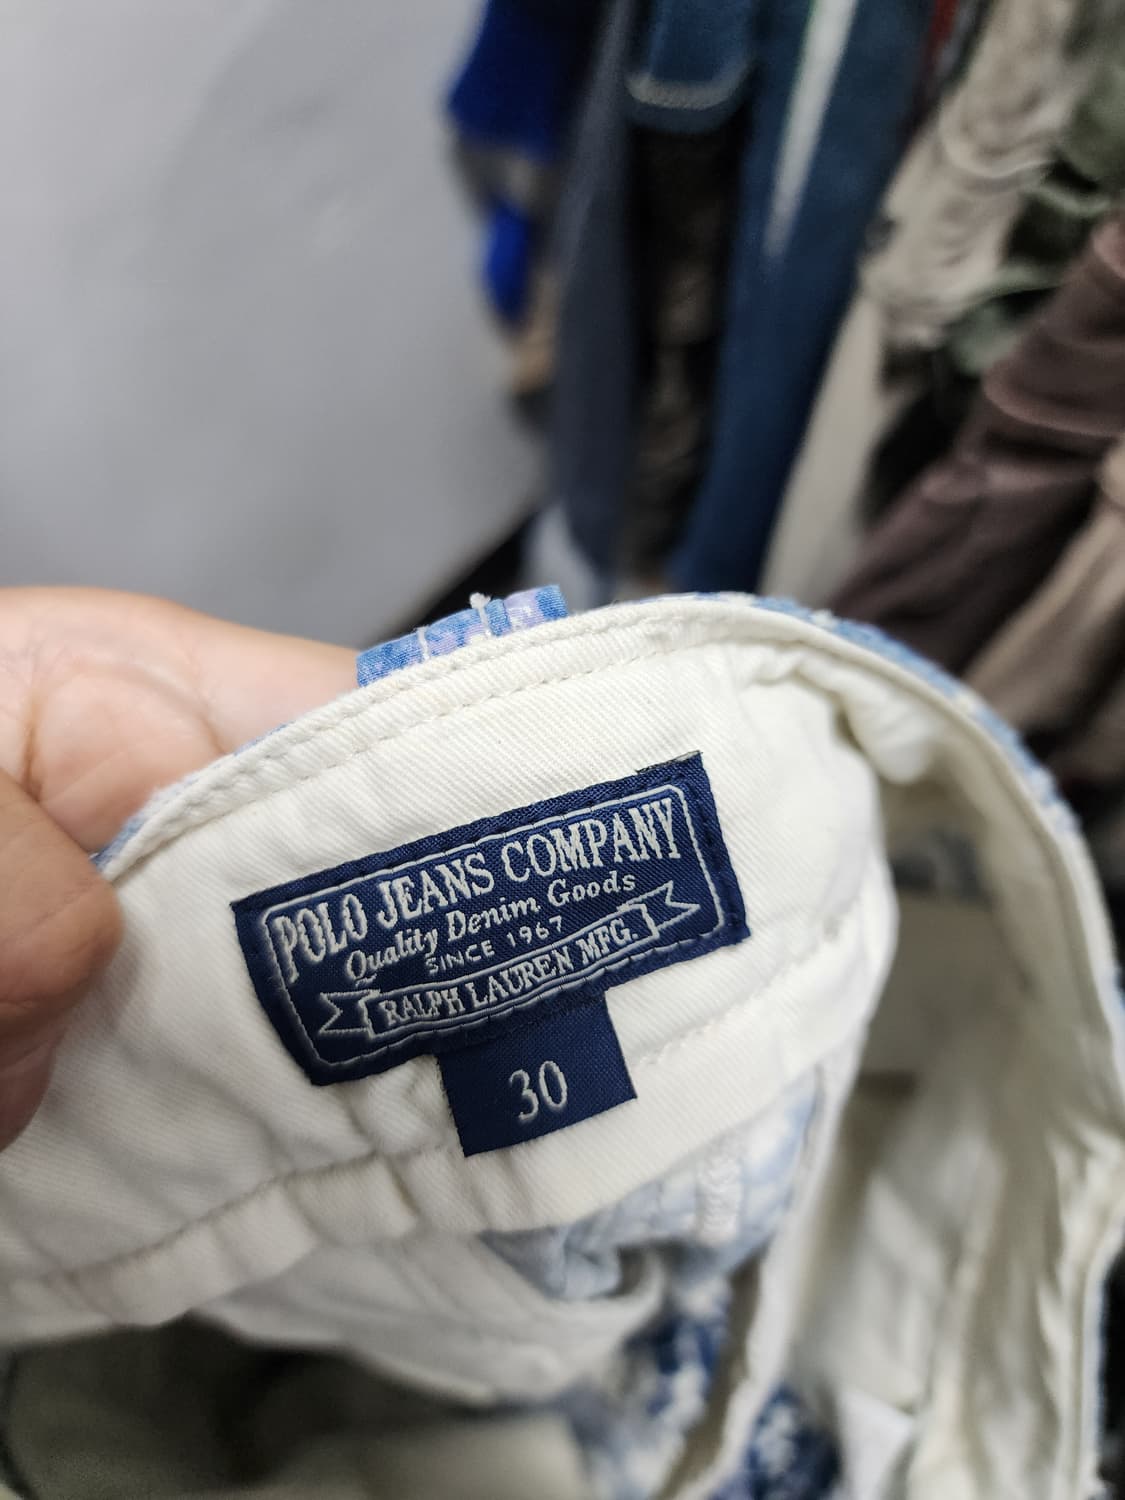 POLO JEANS COMPANY
Quality Denim Goods
SINCE 1967
RALPH LAUREN MFG.
30